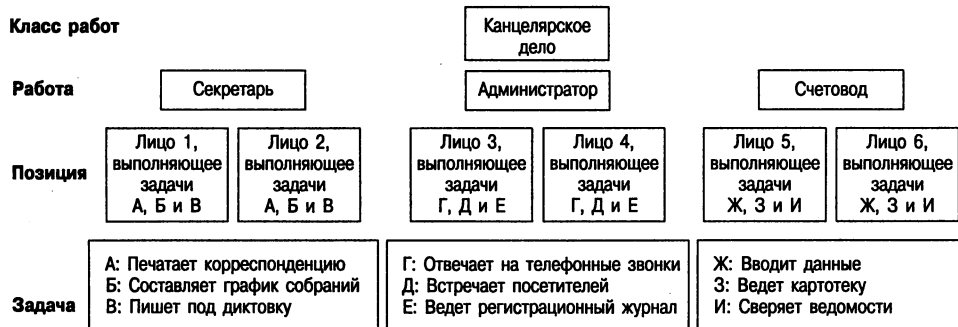 Класс работ
Канцелярское
дело
Работа
Секретарь
Администратор
Счетовод
Позиция
Лицо 1,
выполняющее
задачи
А, Б и В
Лицо 2,
выполняющее
задачи
А, Б и В
Лицо 3,
выполняющее
задачи
Г, Д и Е
Лицо 4,
выполняющее
задачи
Г, Д и Е
Лицо 5,
выполняющее
задачи
Ж, З и И
Лицо 6,
выполняющее
задачи
Ж, З и И
Задача
А: Печатает корреспонденцию
Б: Составляет график собраний
В: Пишет под диктовку
Г: Отвечает на телефонные звонки
Д: Встречает посетителей
Е: Ведет регистрационный журнал
Ж: Вводит данные
З: Ведет картотеку
И: Сверяет ведомости